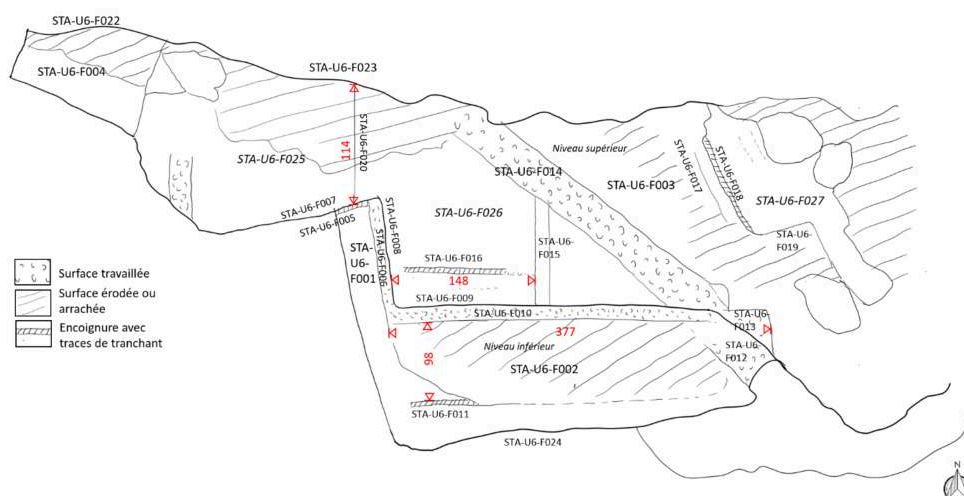 STA-U6-F022
STA-U6-F004
STA-U6-F023
STA-U6-F020
114
STA-U6-F025
Niveau supérieur
STA-U6-F014
STA-U6-F003
STA-U6-F017
STA-U6-F018
STA-U6-F027
STA-U6-
F019
STA-U6-F007
STA-U6-F005
STA-U6-F008
STA-U6-F006
STA-
U6-
F001
STA-U6-F026
STA-U6-
F015
STA-U6-F016
148
STA-U6-F009
STA-U6-F010
377
STA-U6-
F013
STA-U6
F012
Niveau inférieur
98
STA-U6-F002
STA-U6-F011
STA-U6-F024
Surface travaillée
Surface érodée ou
arrachée
Encoignure avec
traces de tranchant
N